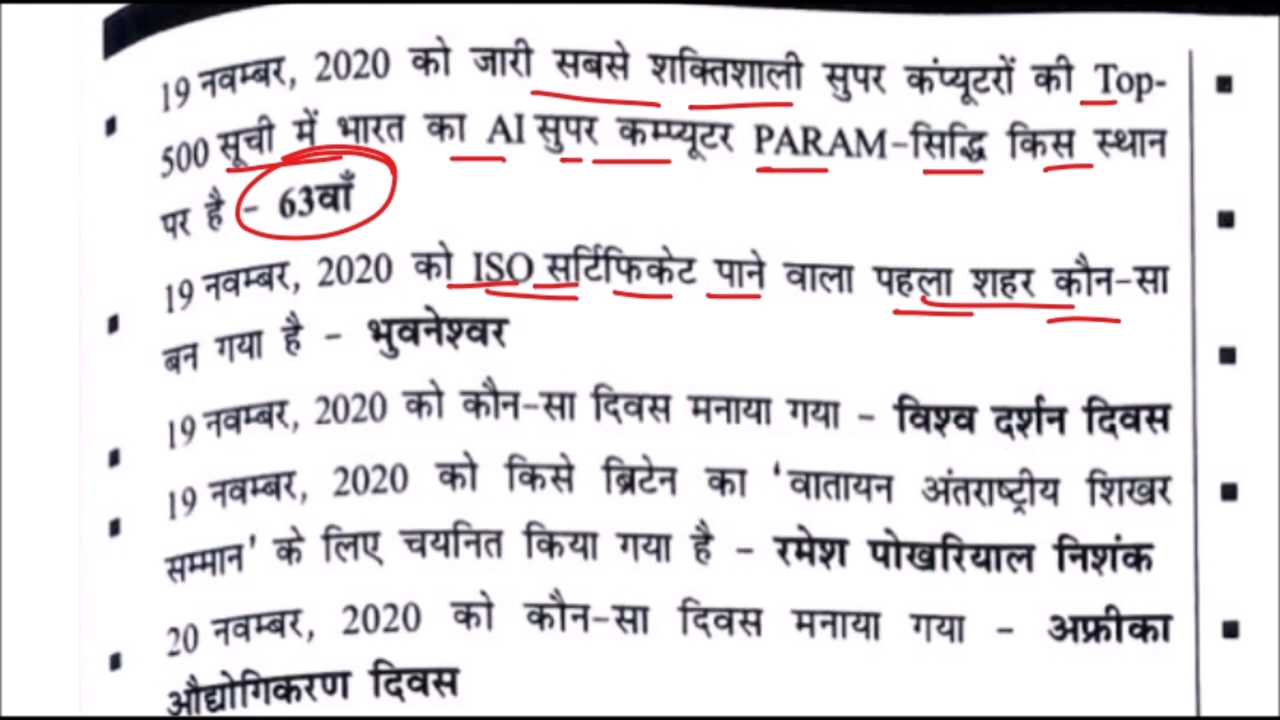 19 नवम्बर, 2020 को जारी सबसे शक्तिशाली सुपर कंप्यूटरों की Top-
500 सूची में भारत का AI सुपर कम्प्यूटर PARAM-सिद्धि किस स्थान
पर है - 63वाँ
19 नवम्बर, 2020 को ISO सर्टिफिकेट पाने वाला पहला शहर कौन-सा
बन गया है - भुवनेश्वर
19 नवम्बर, 2020 को कौन-सा दिवस मनाया गया - विश्व दर्शन दिवस
19 नवम्बर, 2020 को किसे ब्रिटेन का 'वातायन अंतराष्ट्रीय शिखर
सम्मान' के लिए चयनित किया गया है - रमेश पोखरियाल निशंक
20 नवम्बर, 2020 को कौन-सा दिवस मनाया गया - अफ्रीका
औद्योगिकरण दिवस